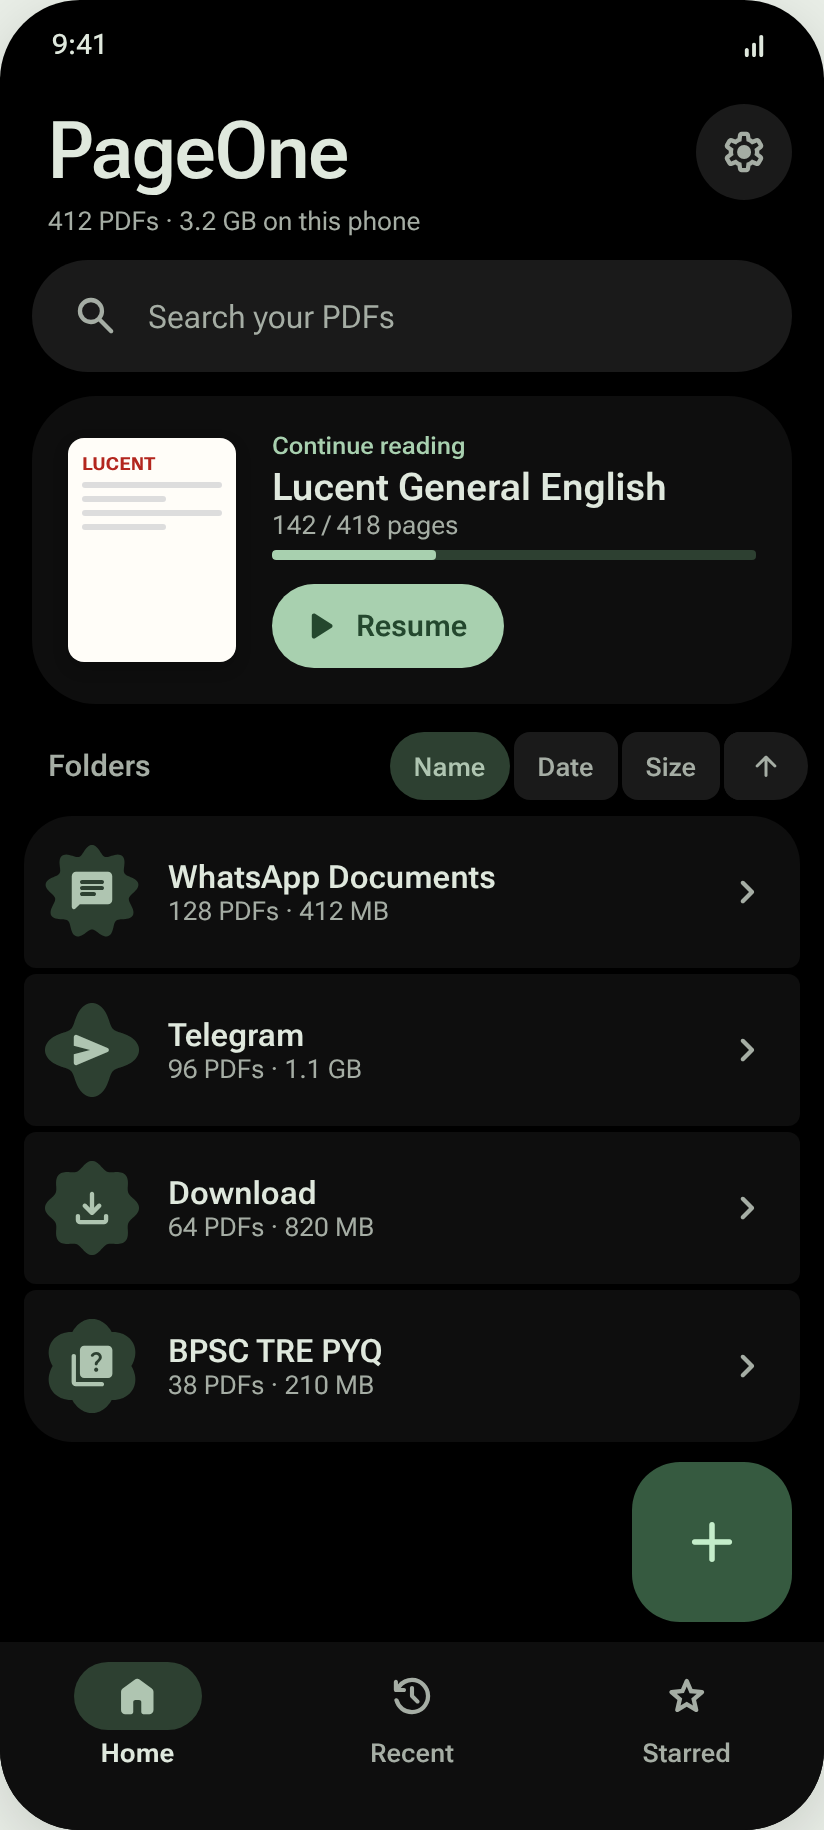 9:41
PageOne
412 PDFs · 3.2 GB on this phone
Search your PDFs
LUCENT
Continue reading
Lucent General English
142 / 418 pages
Resume
Folders
Name Date Size
WhatsApp Documents
128 PDFs · 412 MB
Telegram
96 PDFs · 1.1 GB
Download
64 PDFs · 820 MB
?
BPSC TRE PYQ
38 PDFs · 210 MB
Home Recent Starred